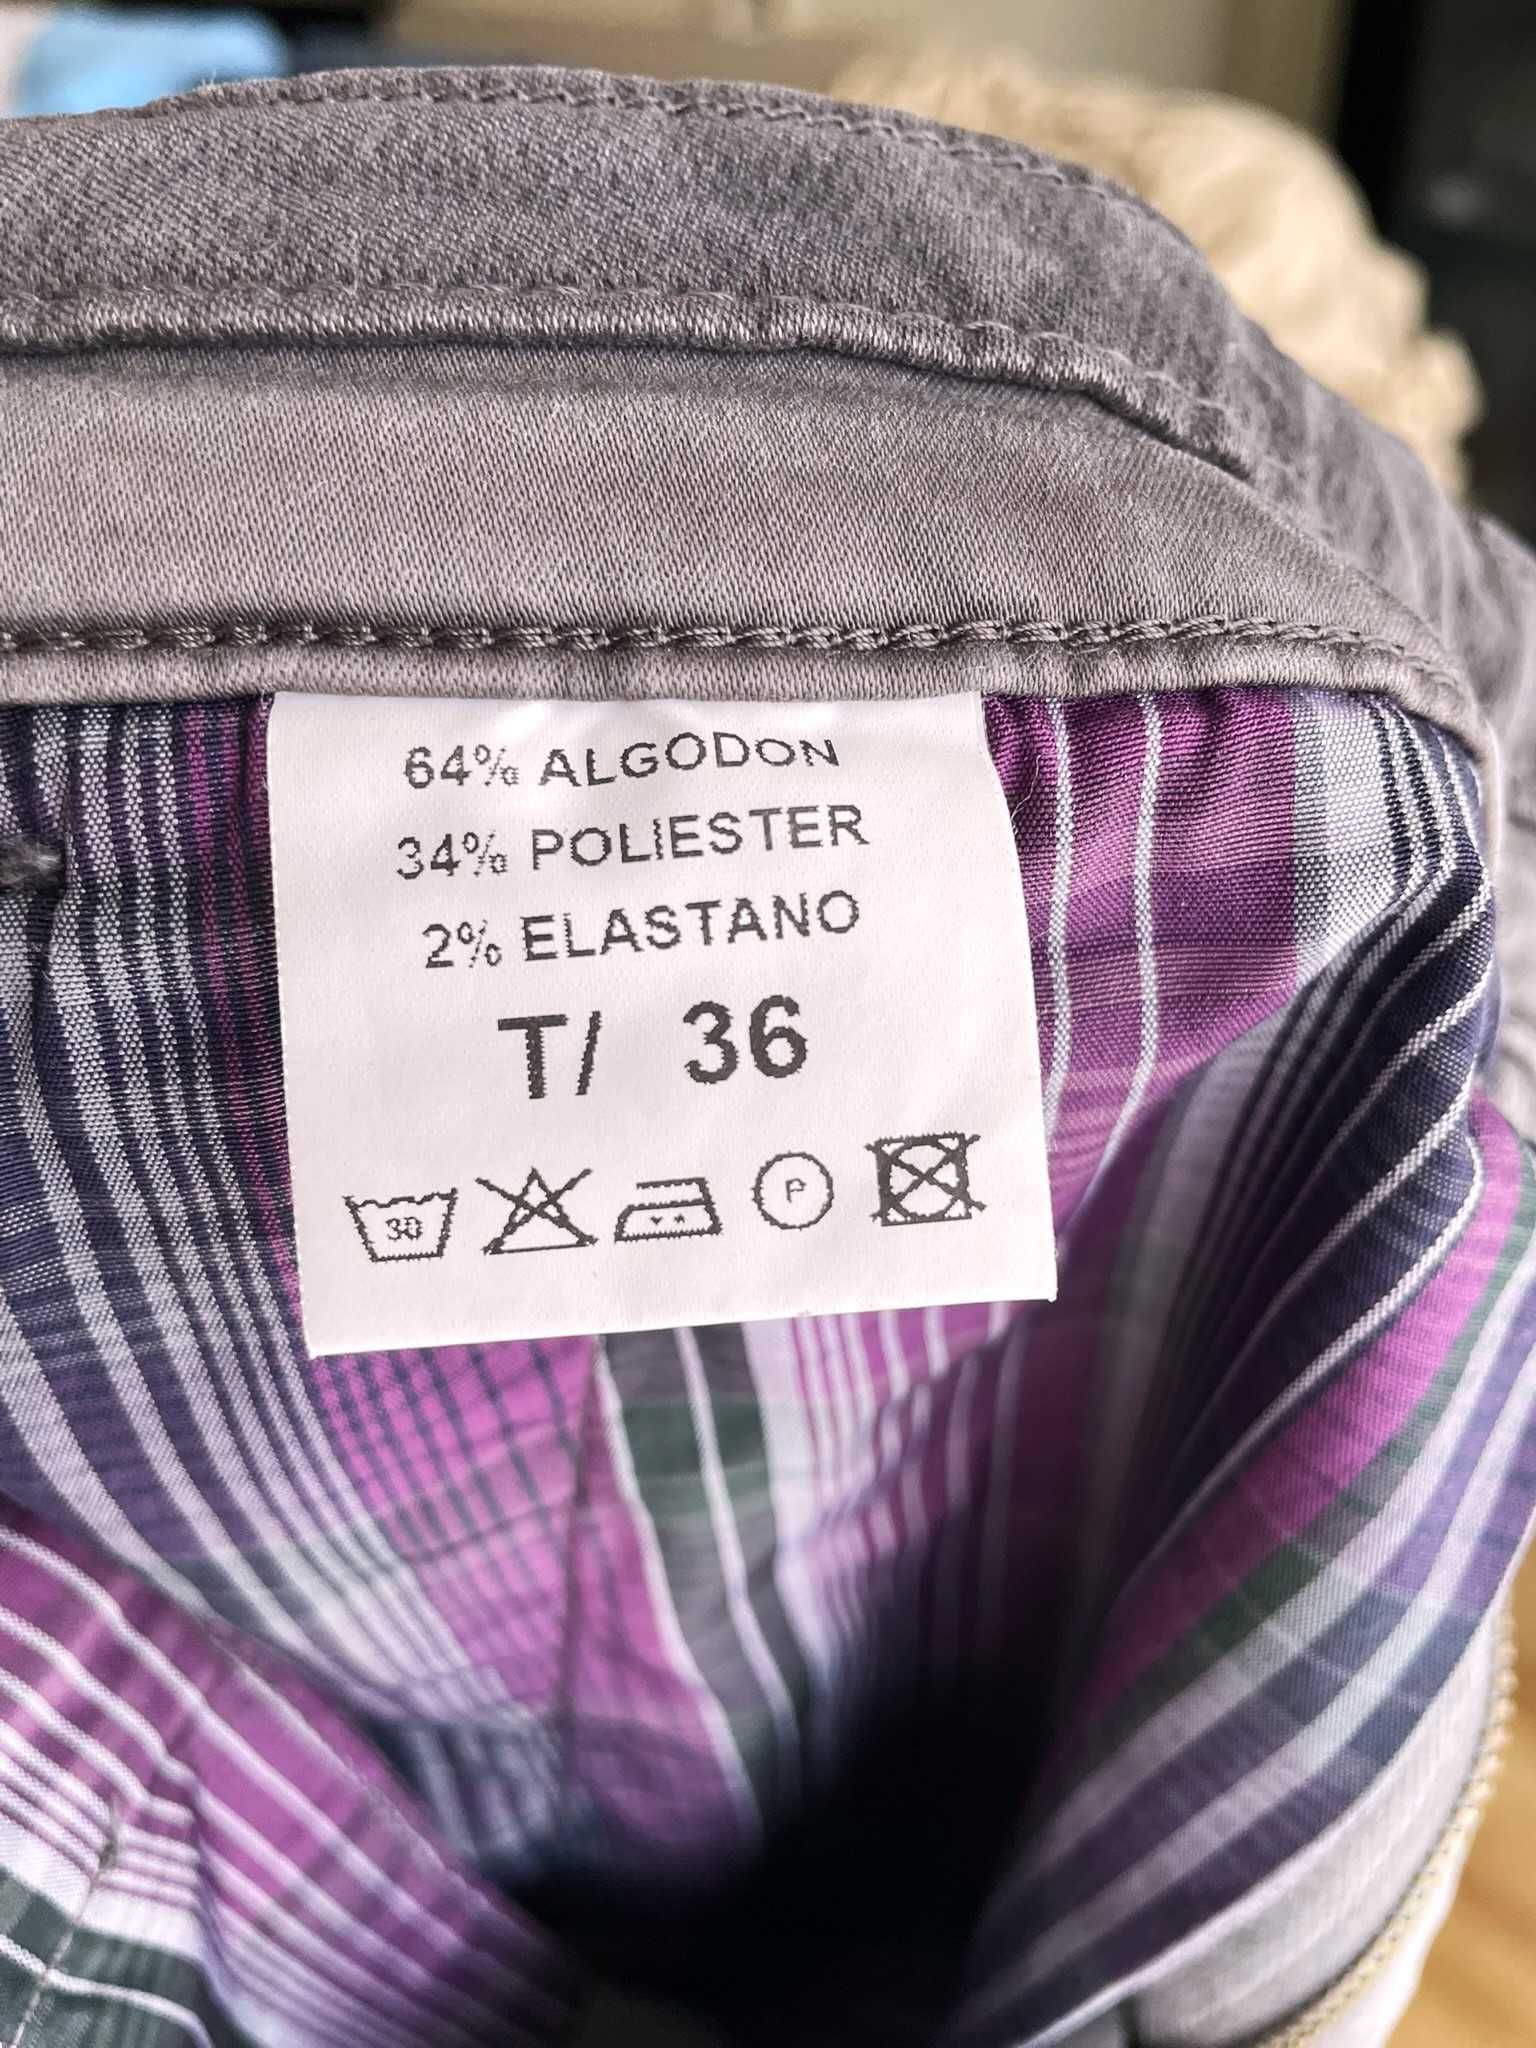 64% ALGODON
34% POLIESTER
2% ELASTANO
T/ 36
30 P